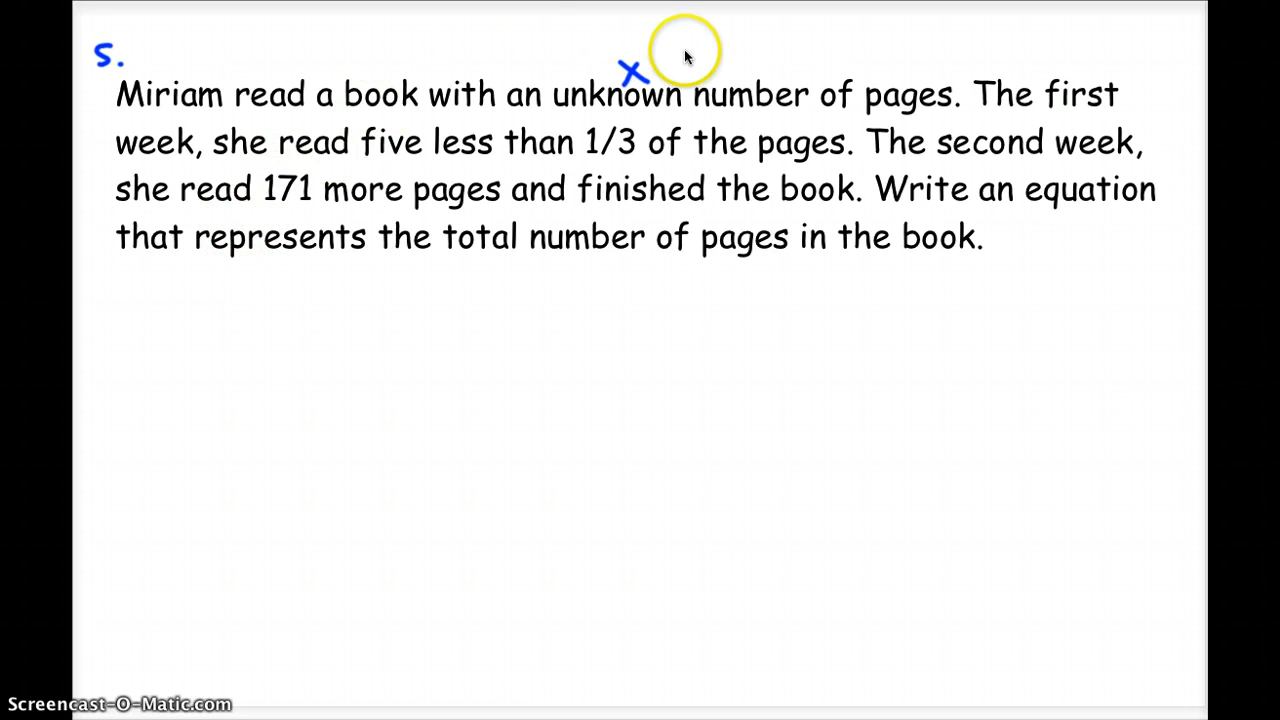 5.
x
Miriam read a book with an unknown number of pages. The first
week, she read five less than 1/3 of the pages. The second week,
she read 171 more pages and finished the book. Write an equation
that represents the total number of pages in the book.
Screencast-O-Matic.com